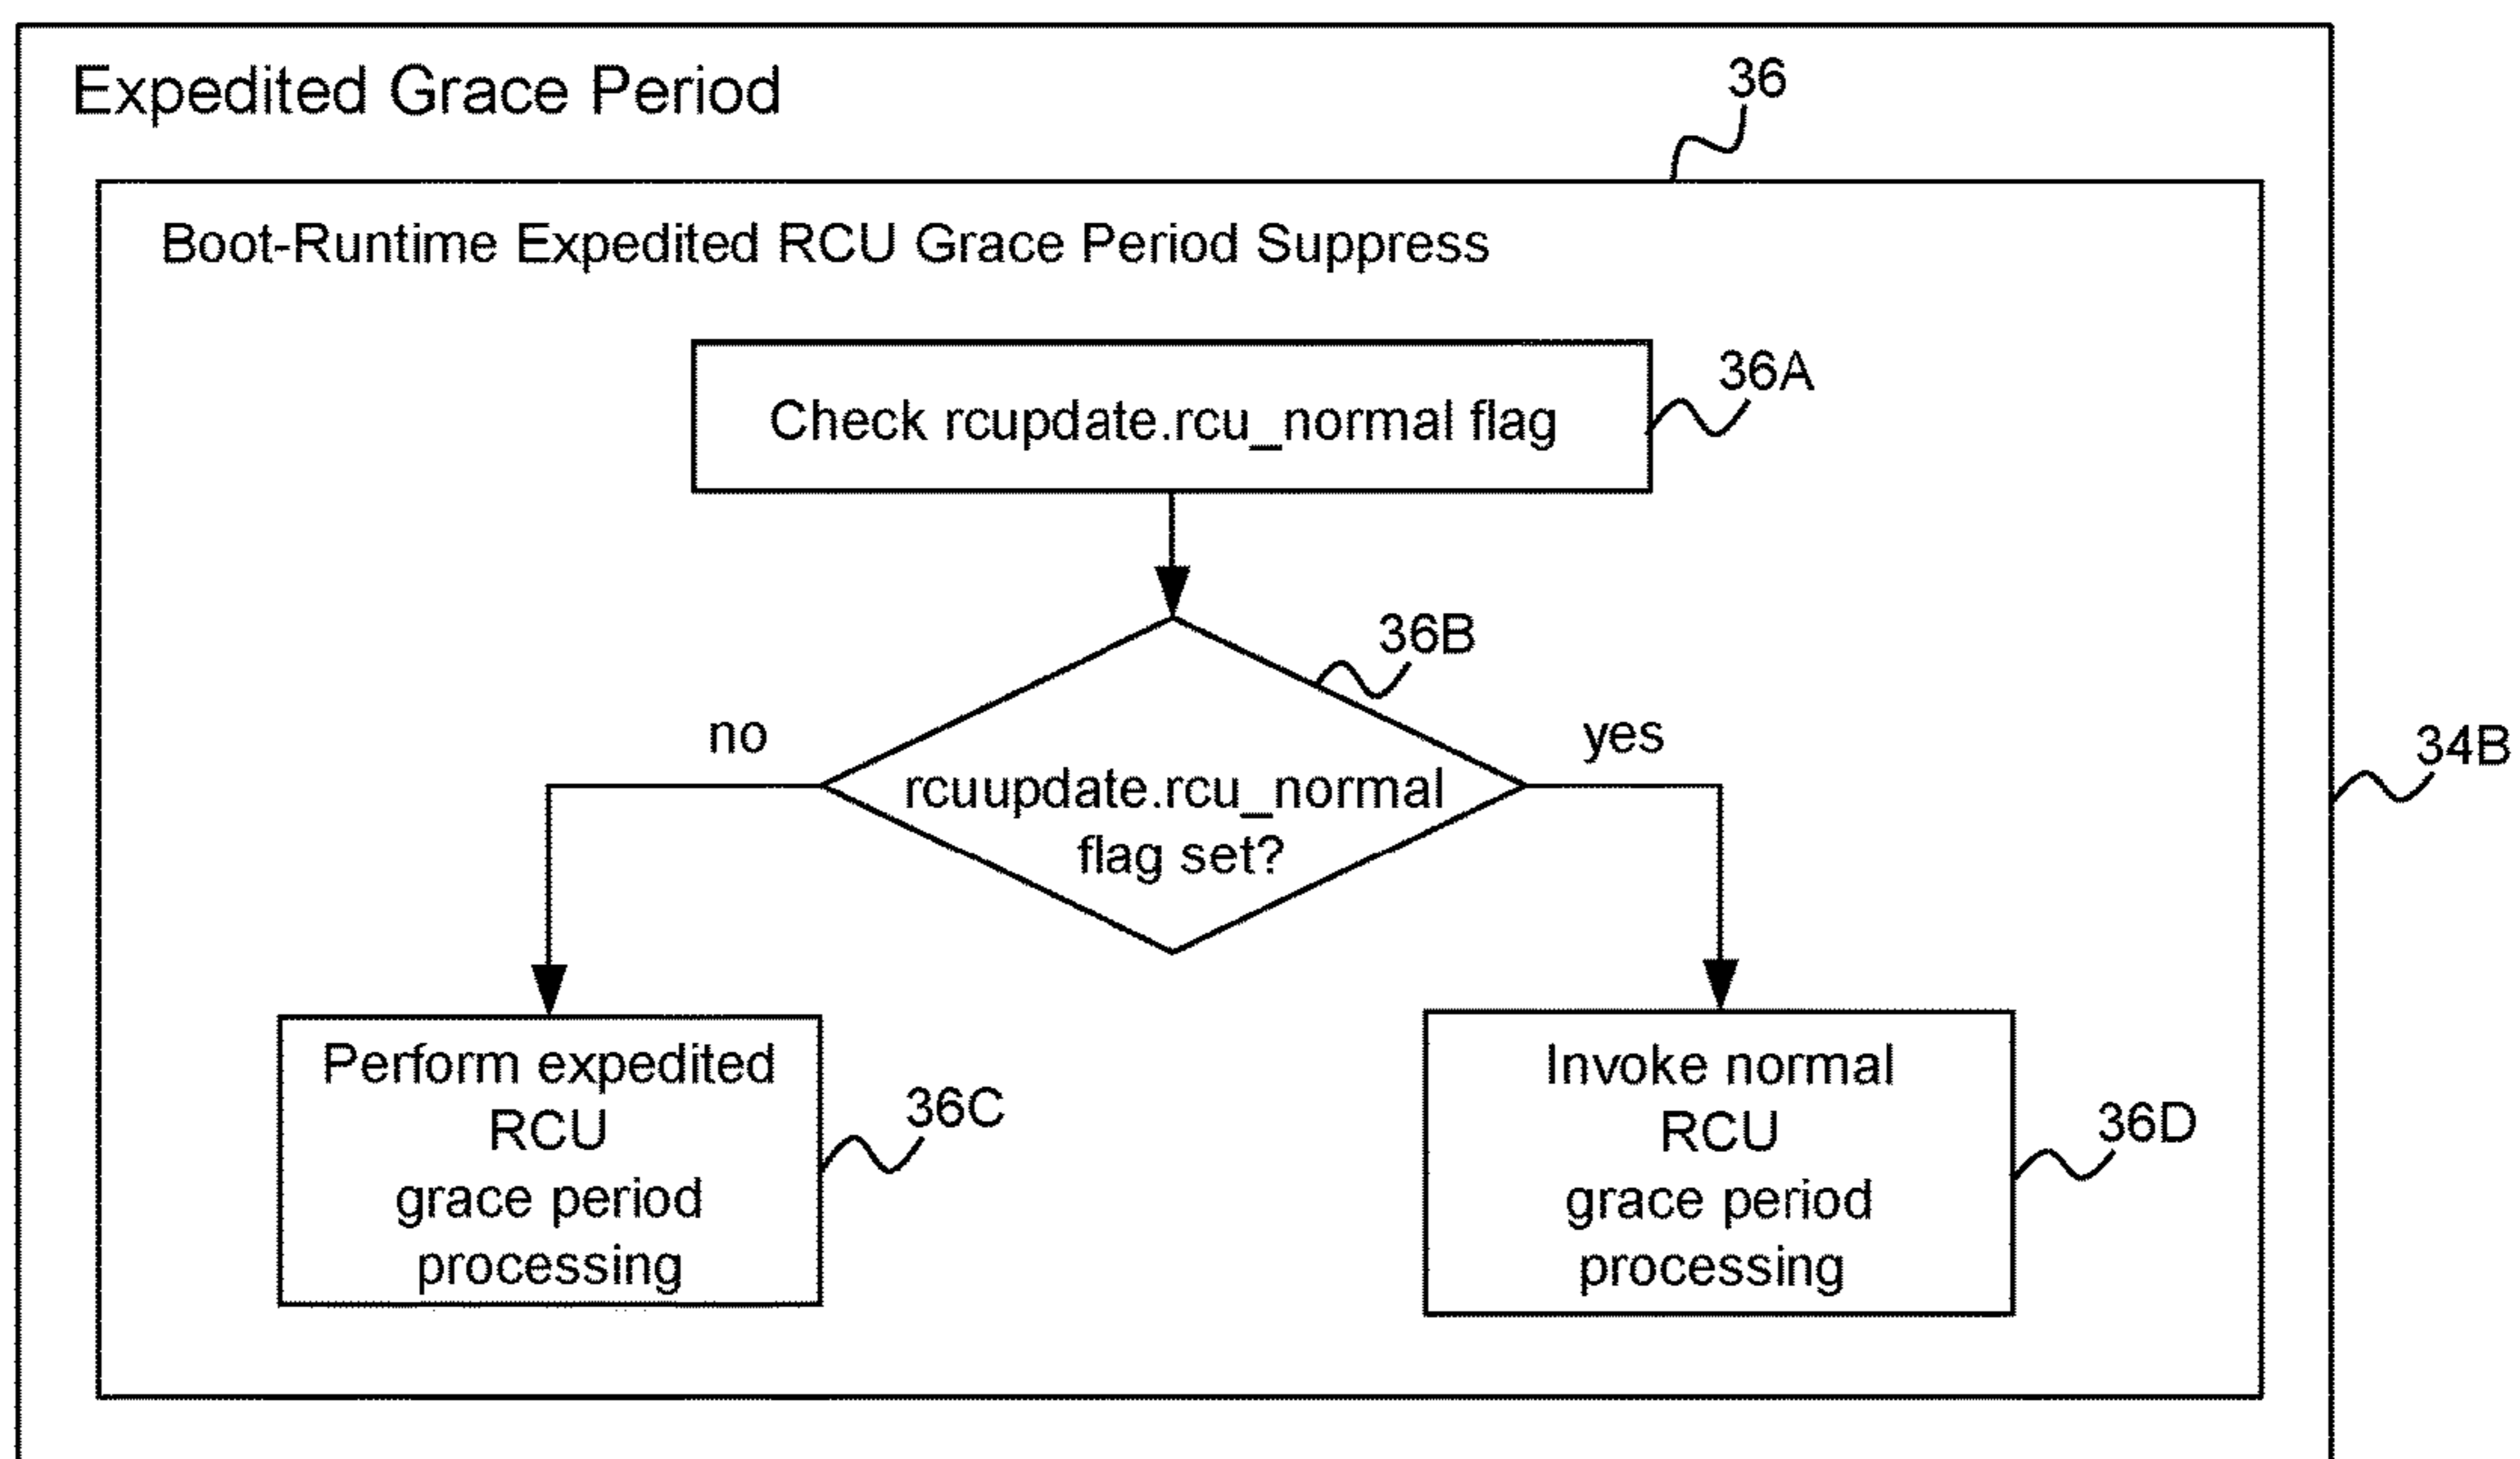 Expedited Grace Period
36
Boot-Runtime Expedited RCU Grace Period Suppress
Check rcupdate.rcu_normal flag
36A
36B
no
yes
rcuupdate.rcu_normal
flag set?
34B
Perform expedited
RCU
grace period
processing
36C
Invoke normal
RCU
grace period
processing
36D